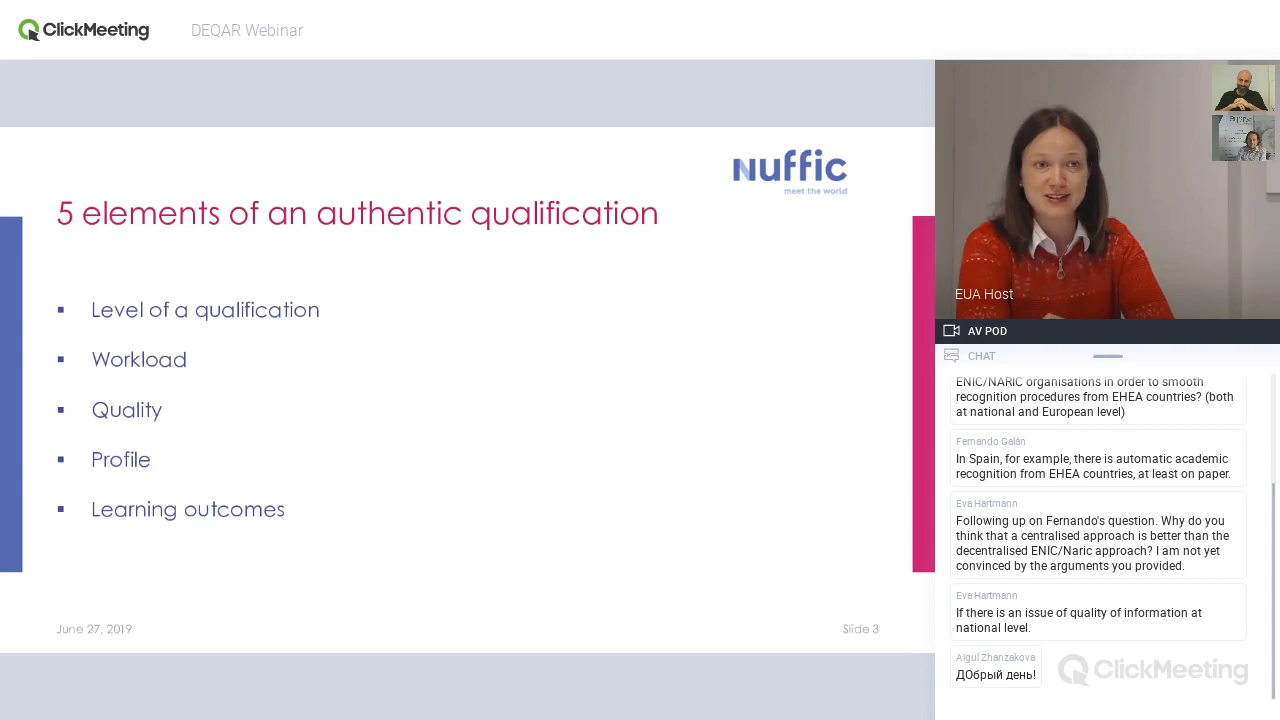 ClickMeeting
DEQAR Webinar
nuffic
meet the world
5 elements of an authentic qualification
Level of a qualification
Workload
Quality
Profile
Learning outcomes
June 27, 2019
Slide 3
EUA Host
AV POD
CHAT
ENIC/NARIC organisations in order to smooth
recognition procedures from EHEA countries? (both
at national and European level)
Fernando Galán
In Spain, for example, there is automatic academic
recognition from EHEA countries, at least on paper.
Eva Hartmann
Following up on Fernando's question. Why do you
think that a centralised approach is better than the
decentralised ENIC/Naric approach? I am not yet
convinced by the arguments you provided.
Eva Hartmann
If there is an issue of quality of information at
national level.
Aigul Zhanzakova
ДОбрый день!
ClickMeeting